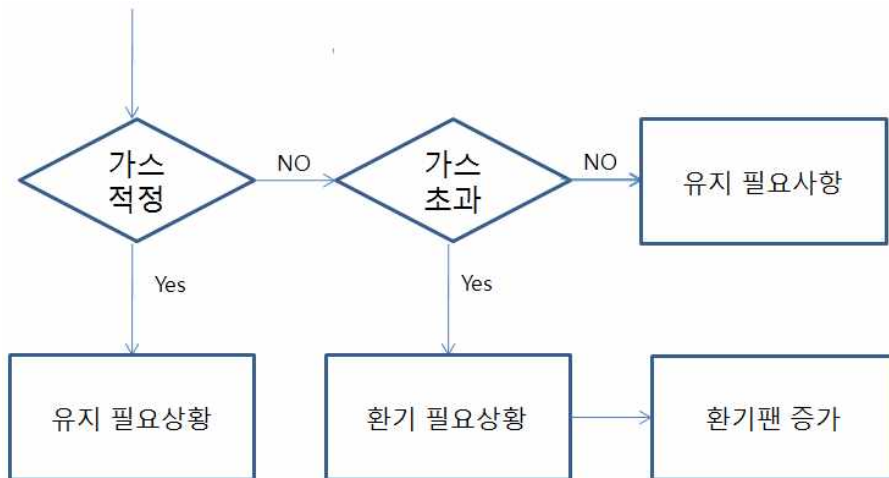 가스
적정
NO
가스
초과
NO
유지 필요사항
Yes
Yes
유지 필요상황
환기 필요상황
환기팬 증가